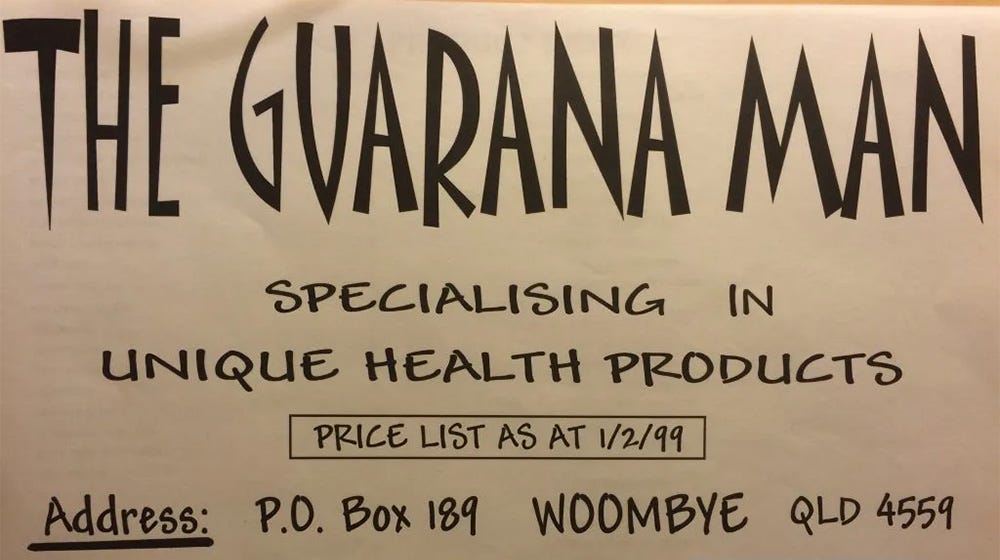 THE GUARANA MAN
SPECIALISING IN
UNIQUE HEALTH PRODUCTS
PRICE LIST AS AT 1/2/99
Address: P.O. Box 189 WOOMBYE QLD 4559